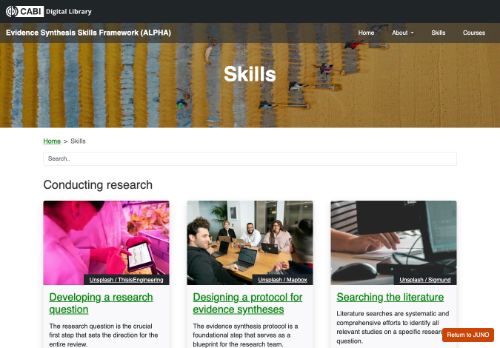 CABI Digital Library
Evidence Synthesis Skills Framework (ALPHA) Home About Skills Courses
Skills
Home > Skills
Search..
Conducting research
Unsplash / ThisisEngineering
Unsplash / Mapbox
Unsplash / Sigmund
Developing a research
question
The research question is the crucial
first step that sets the direction for the
entire review.
Designing a protocol for
evidence syntheses
The evidence synthesis protocol is a
foundational step that serves as a
blueprint for the research team.
Searching the literature
Literature searches are systematic and
comprehensive efforts to identify all
relevant studies on a specific research
question.
Return to JUNO